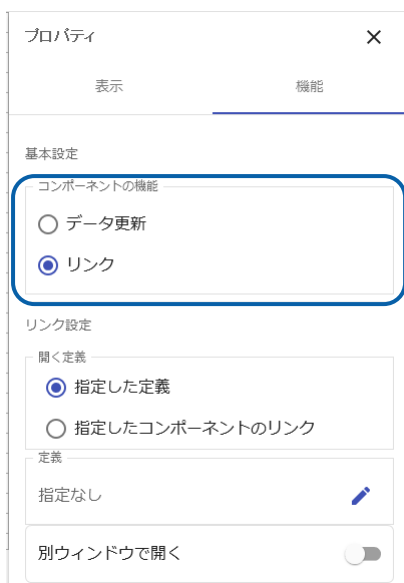 プロパティ
表示
機能
基本設定
コンポーネントの機能
データ更新
リンク
リンク設定
開く定義
指定した定義
指定したコンポーネントのリンク
定義
指定なし
別ウィンドウで開く